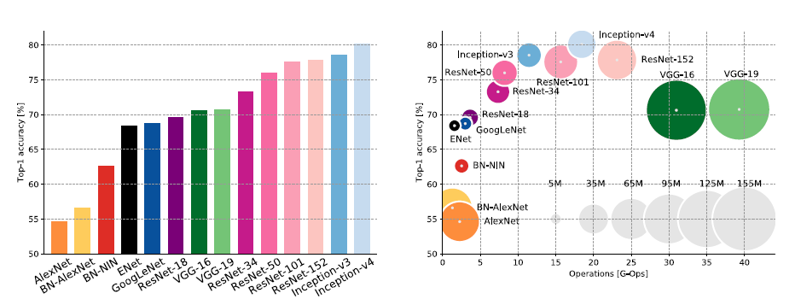 80
75
70
65
60
55
50
Top-1 accuracy [%]
AlexNet
BN-AlexNet
BN-NIN
ENet
GoogLeNet
ResNet-18
VGG-16
VGG-19
ResNet-34
ResNet-50
ResNet-101
ResNet-152
Inception-v3
Inception-v4
80
75
70
65
60
55
50
Top-1 accuracy [%]
Inception-v4
Inception-v3
ResNet-152
ResNet-50
VGG-16
VGG-19
ResNet-101
ResNet-34
ResNet-18
GoogLeNet
ENet
BN-NIN
5M 35M 65M 95M 125M 155M
BN-AlexNet
AlexNet
0 5 10 15 20 25 30 35 40
Operations [G-Ops]